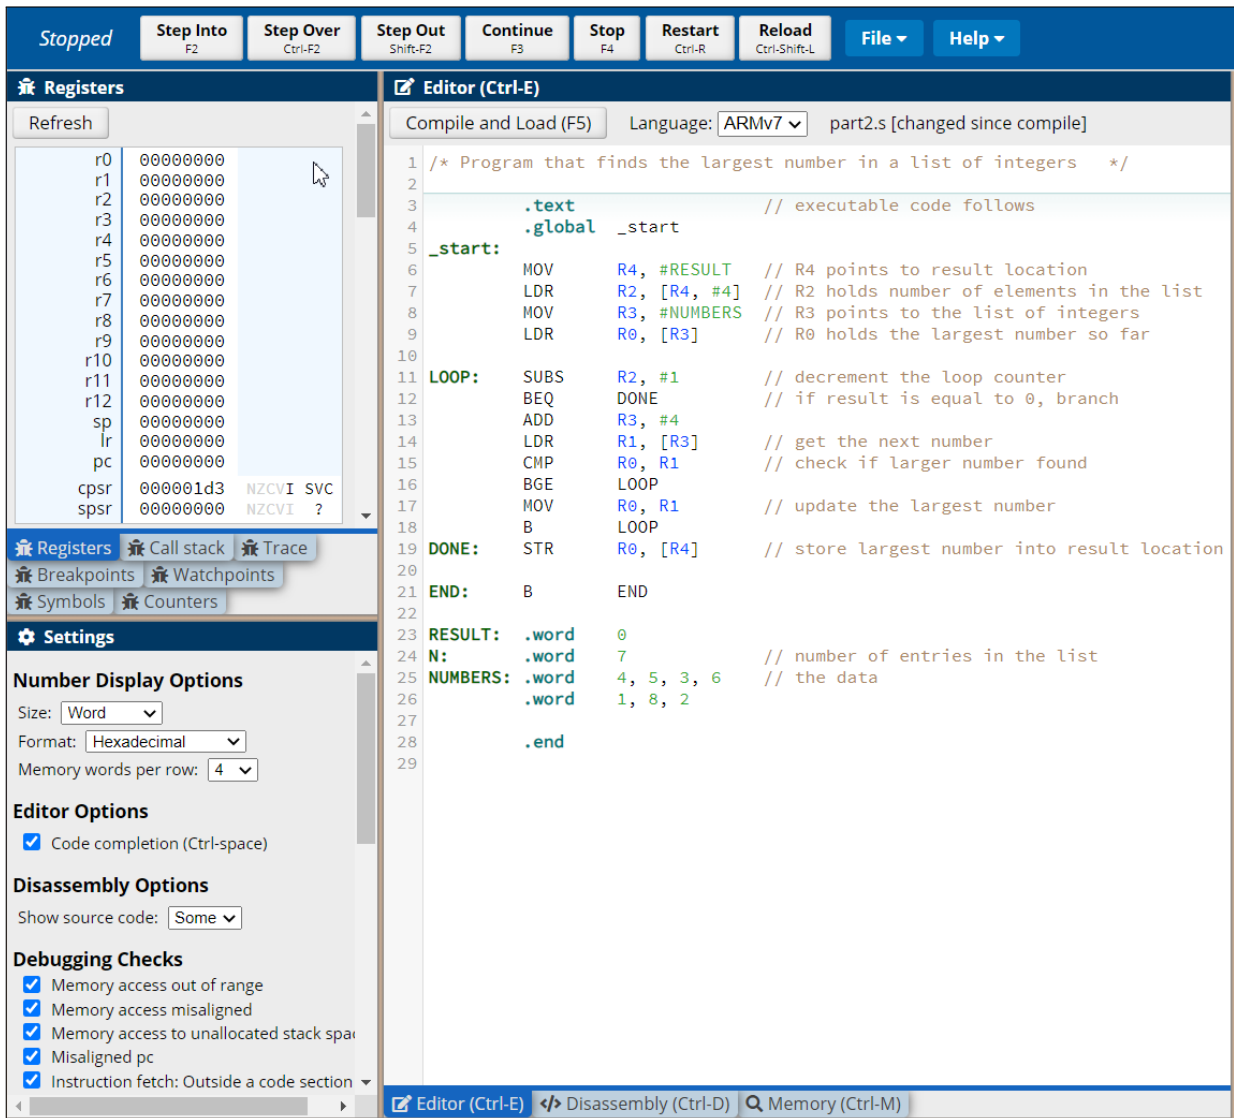 Stopped
Step Into
F2
Step Over
Ctrl-F2
Step Out
Shift-F2
Continue
F3
Stop
F4
Restart
Ctrl-R
Reload
Ctrl-Shift-L
File
Help
Registers
Refresh
r0 00000000
r1 00000000
r2 00000000
r3 00000000
r4 00000000
r5 00000000
r6 00000000
r7 00000000
r8 00000000
r9 00000000
r10 00000000
r11 00000000
r12 00000000
sp 00000000
lr 00000000
pc 00000000
cpsr 000001d3 NZCVI SVC
spsr 00000000 NZCVI ?
Registers Call stack Trace
Breakpoints Watchpoints
Symbols Counters
Settings
Number Display Options
Size: Word
Format: Hexadecimal
Memory words per row: 4
Editor Options
Code completion (Ctrl-space)
Disassembly Options
Show source code: Some
Debugging Checks
Memory access out of range
Memory access misaligned
Memory access to unallocated stack spa
Misaligned pc
Instruction fetch: Outside a code section
Editor (Ctrl-E)
Compile and Load (F5) Language: ARMv7 part2.s [changed since compile]
1 /* Program that finds the largest number in a list of integers */
2
3 .text // executable code follows
4 .global _start
5 _start:
6 MOV R4, #RESULT // R4 points to result location
7 LDR R2, [R4, #4] // R2 holds number of elements in the list
8 MOV R3, #NUMBERS // R3 points to the list of integers
9 LDR R0, [R3] // R0 holds the largest number so far
10
11 LOOP: SUBS R2, #1 // decrement the loop counter
12 BEQ DONE // if result is equal to 0, branch
13 ADD R3, #4
14 LDR R1, [R3] // get the next number
15 CMP R0, R1 // check if larger number found
16 BGE LOOP
17 MOV R0, R1 // update the largest number
18 B LOOP
19 DONE: STR R0, [R4] // store largest number into result location
20
21 END: B END
22
23 RESULT: .word 0
24 N: .word 7 // number of entries in the list
25 NUMBERS: .word 4, 5, 3, 6 // the data
26 .word 1, 8, 2
27
28 .end
29
Editor (Ctrl-E) Disassembly (Ctrl-D) Memory (Ctrl-M)